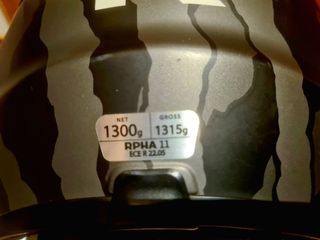 NET GROSS
1300g 1315g
RPHA 11
ECE R 22.05